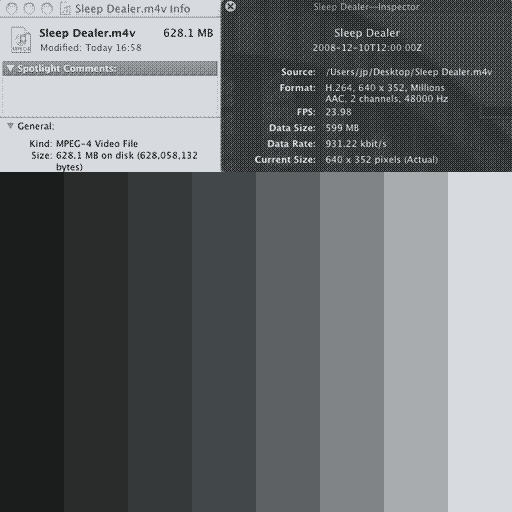 Sleep Dealer.m4v Info
Sleep Dealer.m4v 628.1 MB
Modified: Today 16:58
MPEG-4
Spotlight Comments:
General:
Kind: MPEG-4 Video File
Size: 628.1 MB on disk (628,058,132
bytes)
Sleep Dealer—Inspector
Sleep Dealer
2008-12-10T12:00:00Z
Source: /Users/jp/Desktop/Sleep Dealer.m4v
Format: H.264, 640 x 352, Millions
AAC, 2 channels, 48000 Hz
FPS: 23.98
Data Size: 599 MB
Data Rate: 931.22 kbit/s
Current Size: 640 x 352 pixels (Actual)